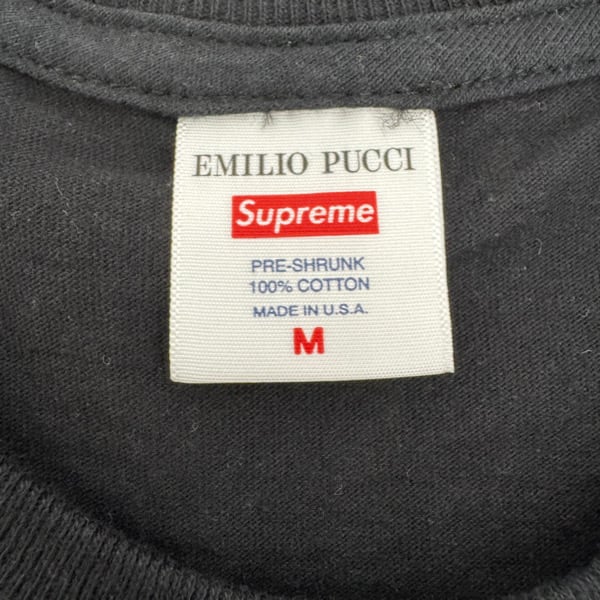 EMILIO PUCCI
Supreme
PRE-SHRUNK
100% COTTON
MADE IN U.S.A.
M